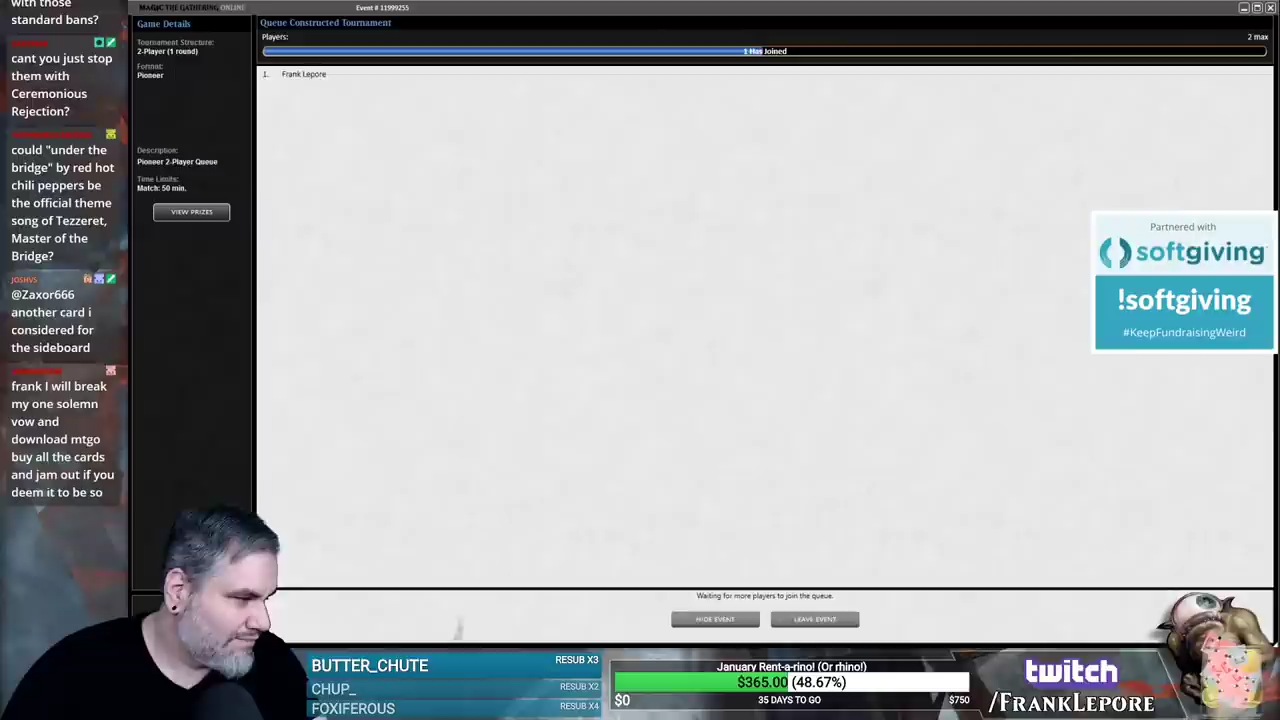 with those
standard bans?
cant you just stop
them with
Ceremonious
Rejection?
could "under the
bridge" by red hot
chili peppers be
the official theme
song of Tezzeret,
Master of the
Bridge?
JOSHVS
@Zaxor666
another card i
considered for
the sideboard
frank I will break
my one solemn
vow and
download mtgo
buy all the cards
and jam out if you
deem it to be so
MAGIC THE GATHERING ONLINE
Event # 11999255
Game Details
Tournament Structure:
2-Player (1 round)
Format:
Pioneer
Description:
Pioneer 2-Player Queue
Time Limits:
Match: 50 min.
VIEW PRIZES
Queue Constructed Tournament
Players:
2 max
1 Has Joined
1. Frank Lepore
Partnered with
softgiving
!softgiving
#KeepFundraisingWeird
Waiting for more players to join the queue.
HIDE EVENT
LEAVE EVENT
BUTTER_CHUTE RESUB X3
CHUP_ RESUB X2
FOXIFEROUS RESUB X4
January Rent-a-rino! (Or rhino!)
$365.00 (48.67%)
$0 35 DAYS TO GO $750
twitch
/FRANKLEPORE